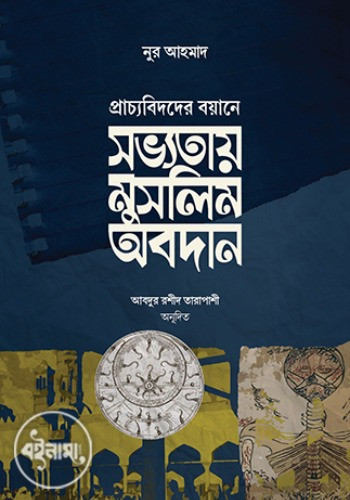 নুর আহমাদ
প্রাচ্যবিদদের বয়ানে
সভ্যতায়
মুসলিম
অবদান
আবদুর রশীদ তারাপাশী
অনূদিত
বইনামা